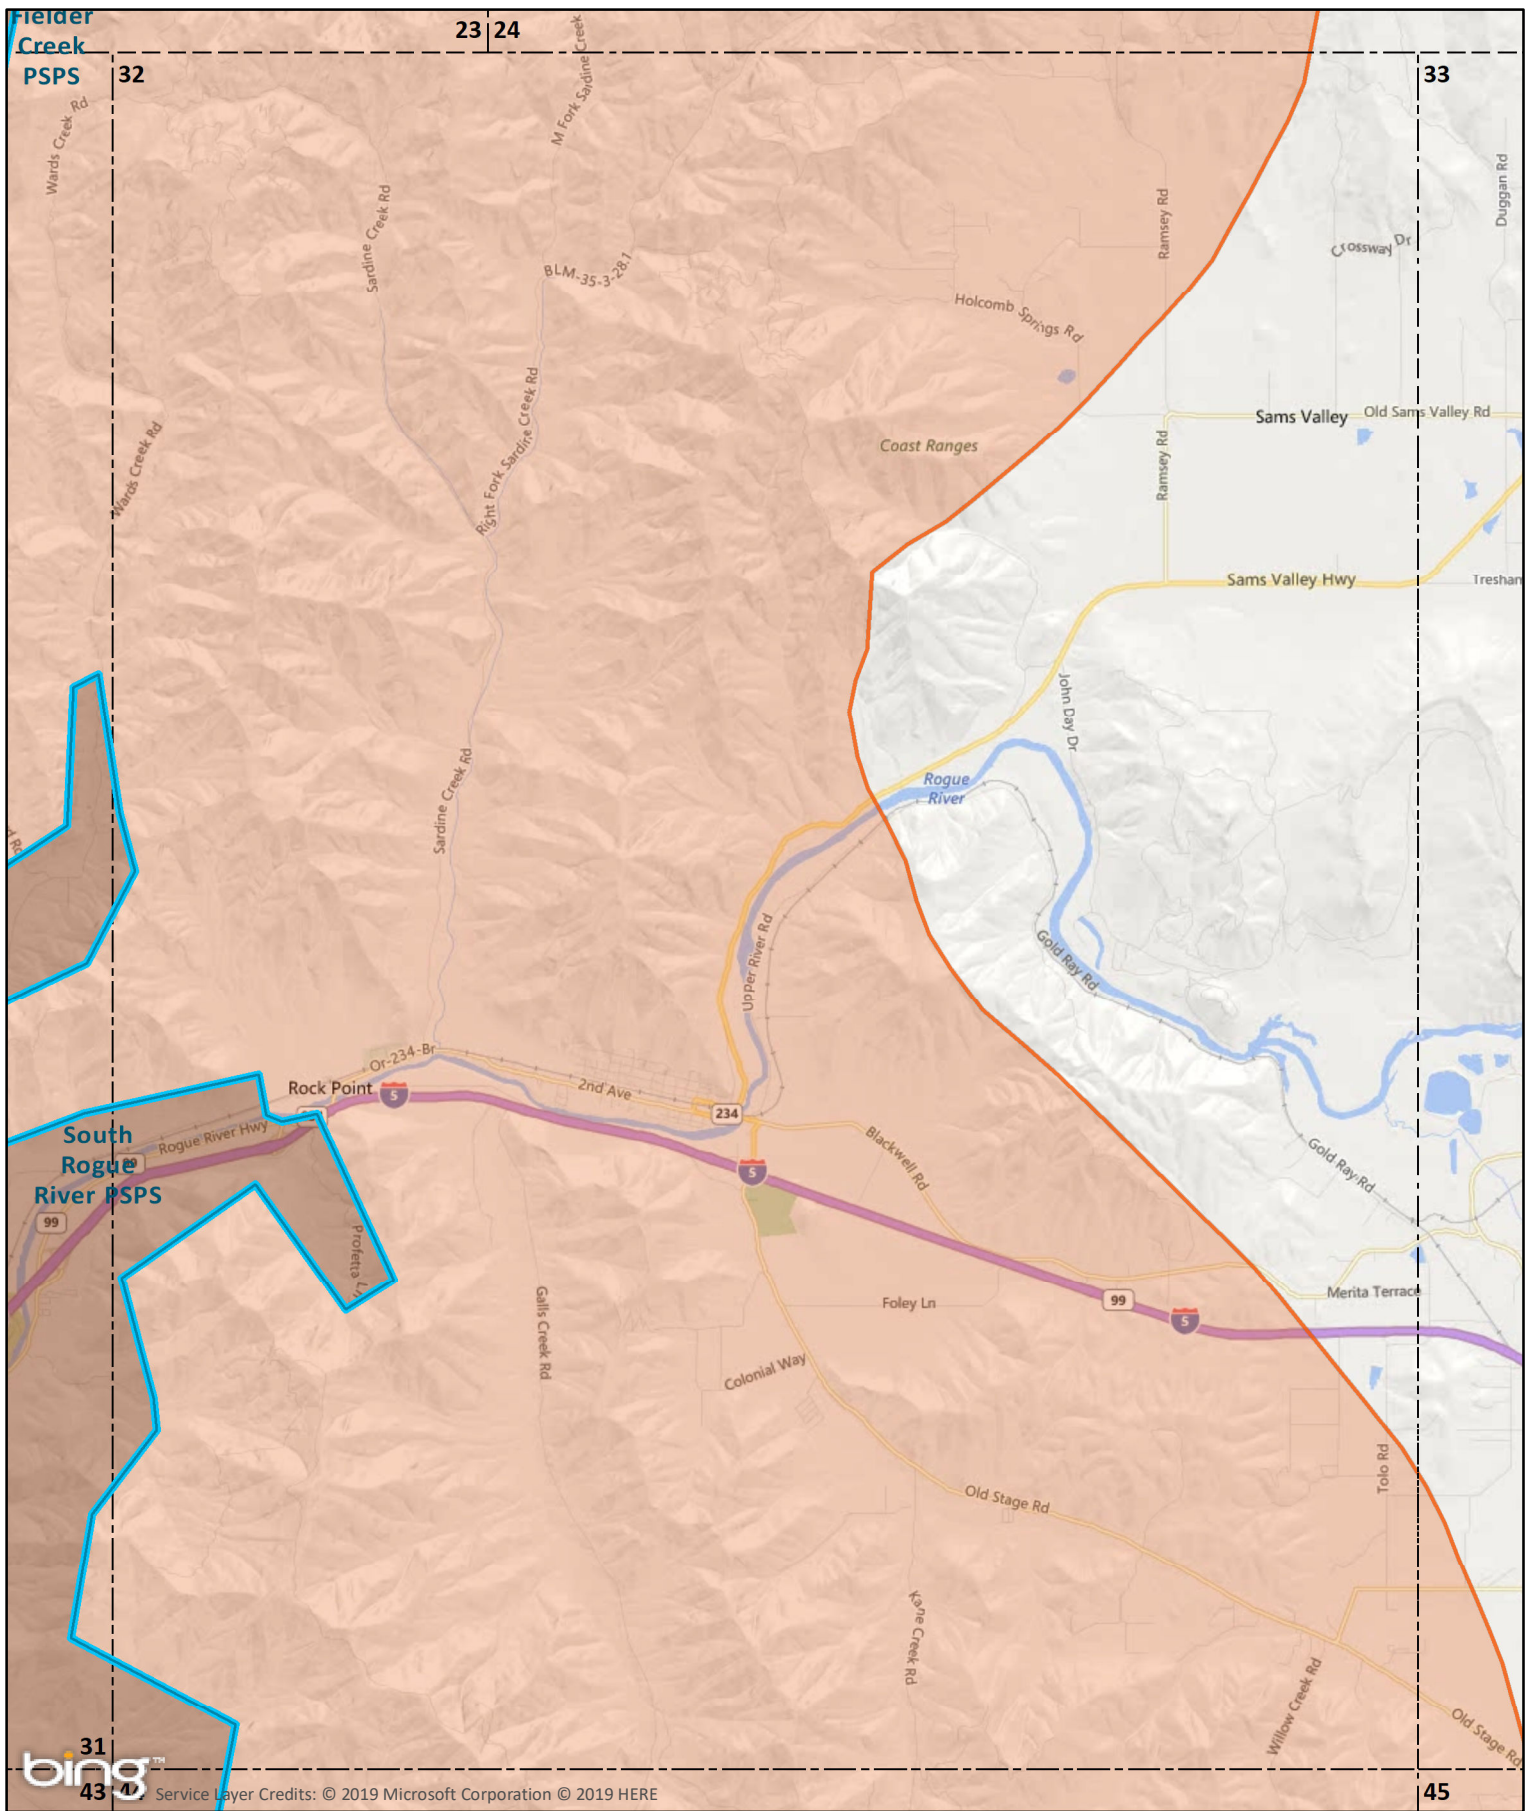 Fielder
Creek
PSPS
23 24
32
33
Wards Creek Rd
Sardine Creek Rd
M Fork Sardine Creek
BLM-35-3-28.1
Ramsey Rd
Duggan Rd
Crossway Dr
Holcomb Springs Rd
Sams Valley
Old Sams Valley Rd
Coast Ranges
Ramsey Rd
Wards Creek Rd
Right Fork Sardine Creek Rd
Sams Valley Hwy
Treshan
John Day Dr
Rogue
River
Sardine Creek Rd
d Rd
Upper River Rd
Gold Ray Rd
Or-234-Br
Rock Point
5
2nd Ave
234
South
Rogue
River PSPS
Rogue River Hwy
99
99
5
Blackwell Rd
Gold Ray Rd
Profetta Ln
Galls Creek Rd
Foley Ln
99
5
Merita Terrace
Colonial Way
Tolo Rd
Old Stage Rd
Kane Creek Rd
Willow Creek Rd
Old Stage Rd
31
bing™
43 44
45
Service Layer Credits: © 2019 Microsoft Corporation © 2019 HERE